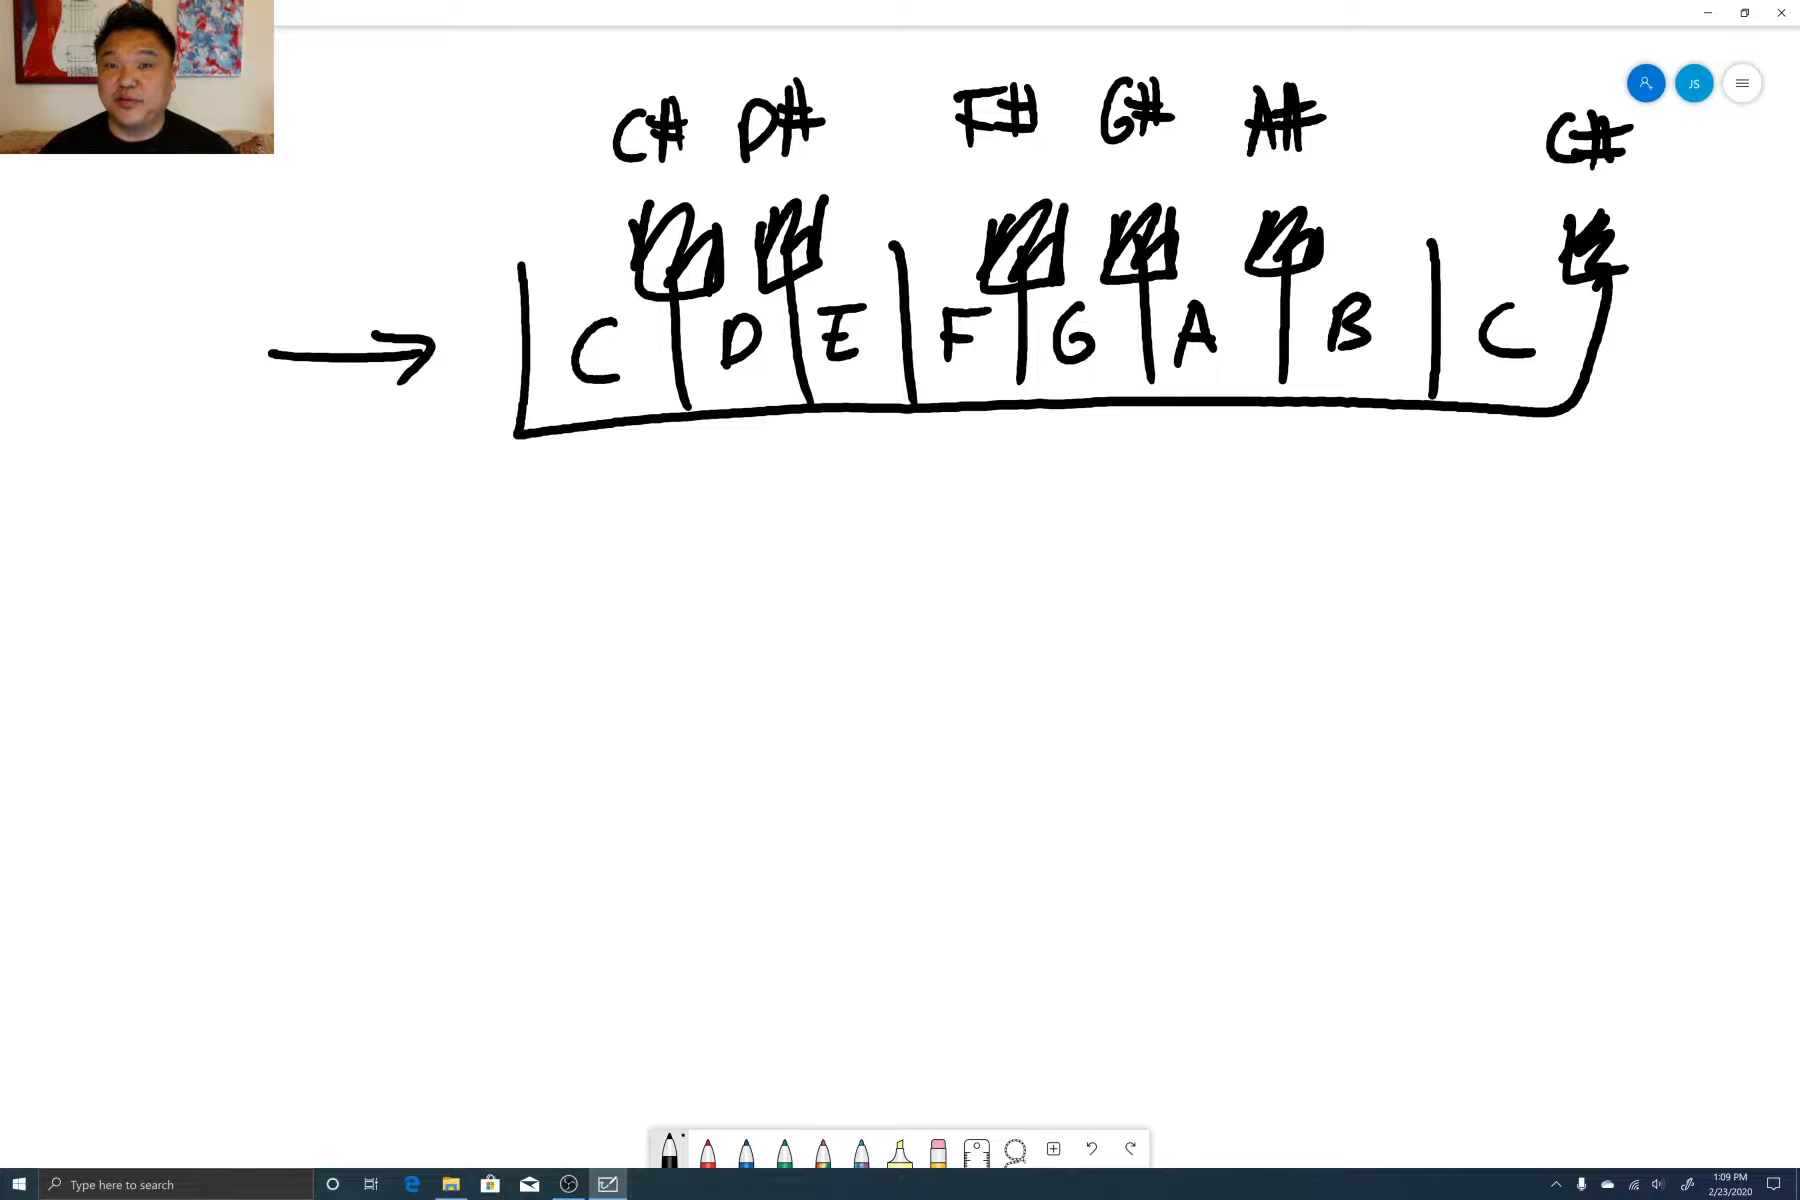 JS
C# D# F# G# A# C#
C D E F G A B C
Type here to search
1:09 PM
2/23/2020